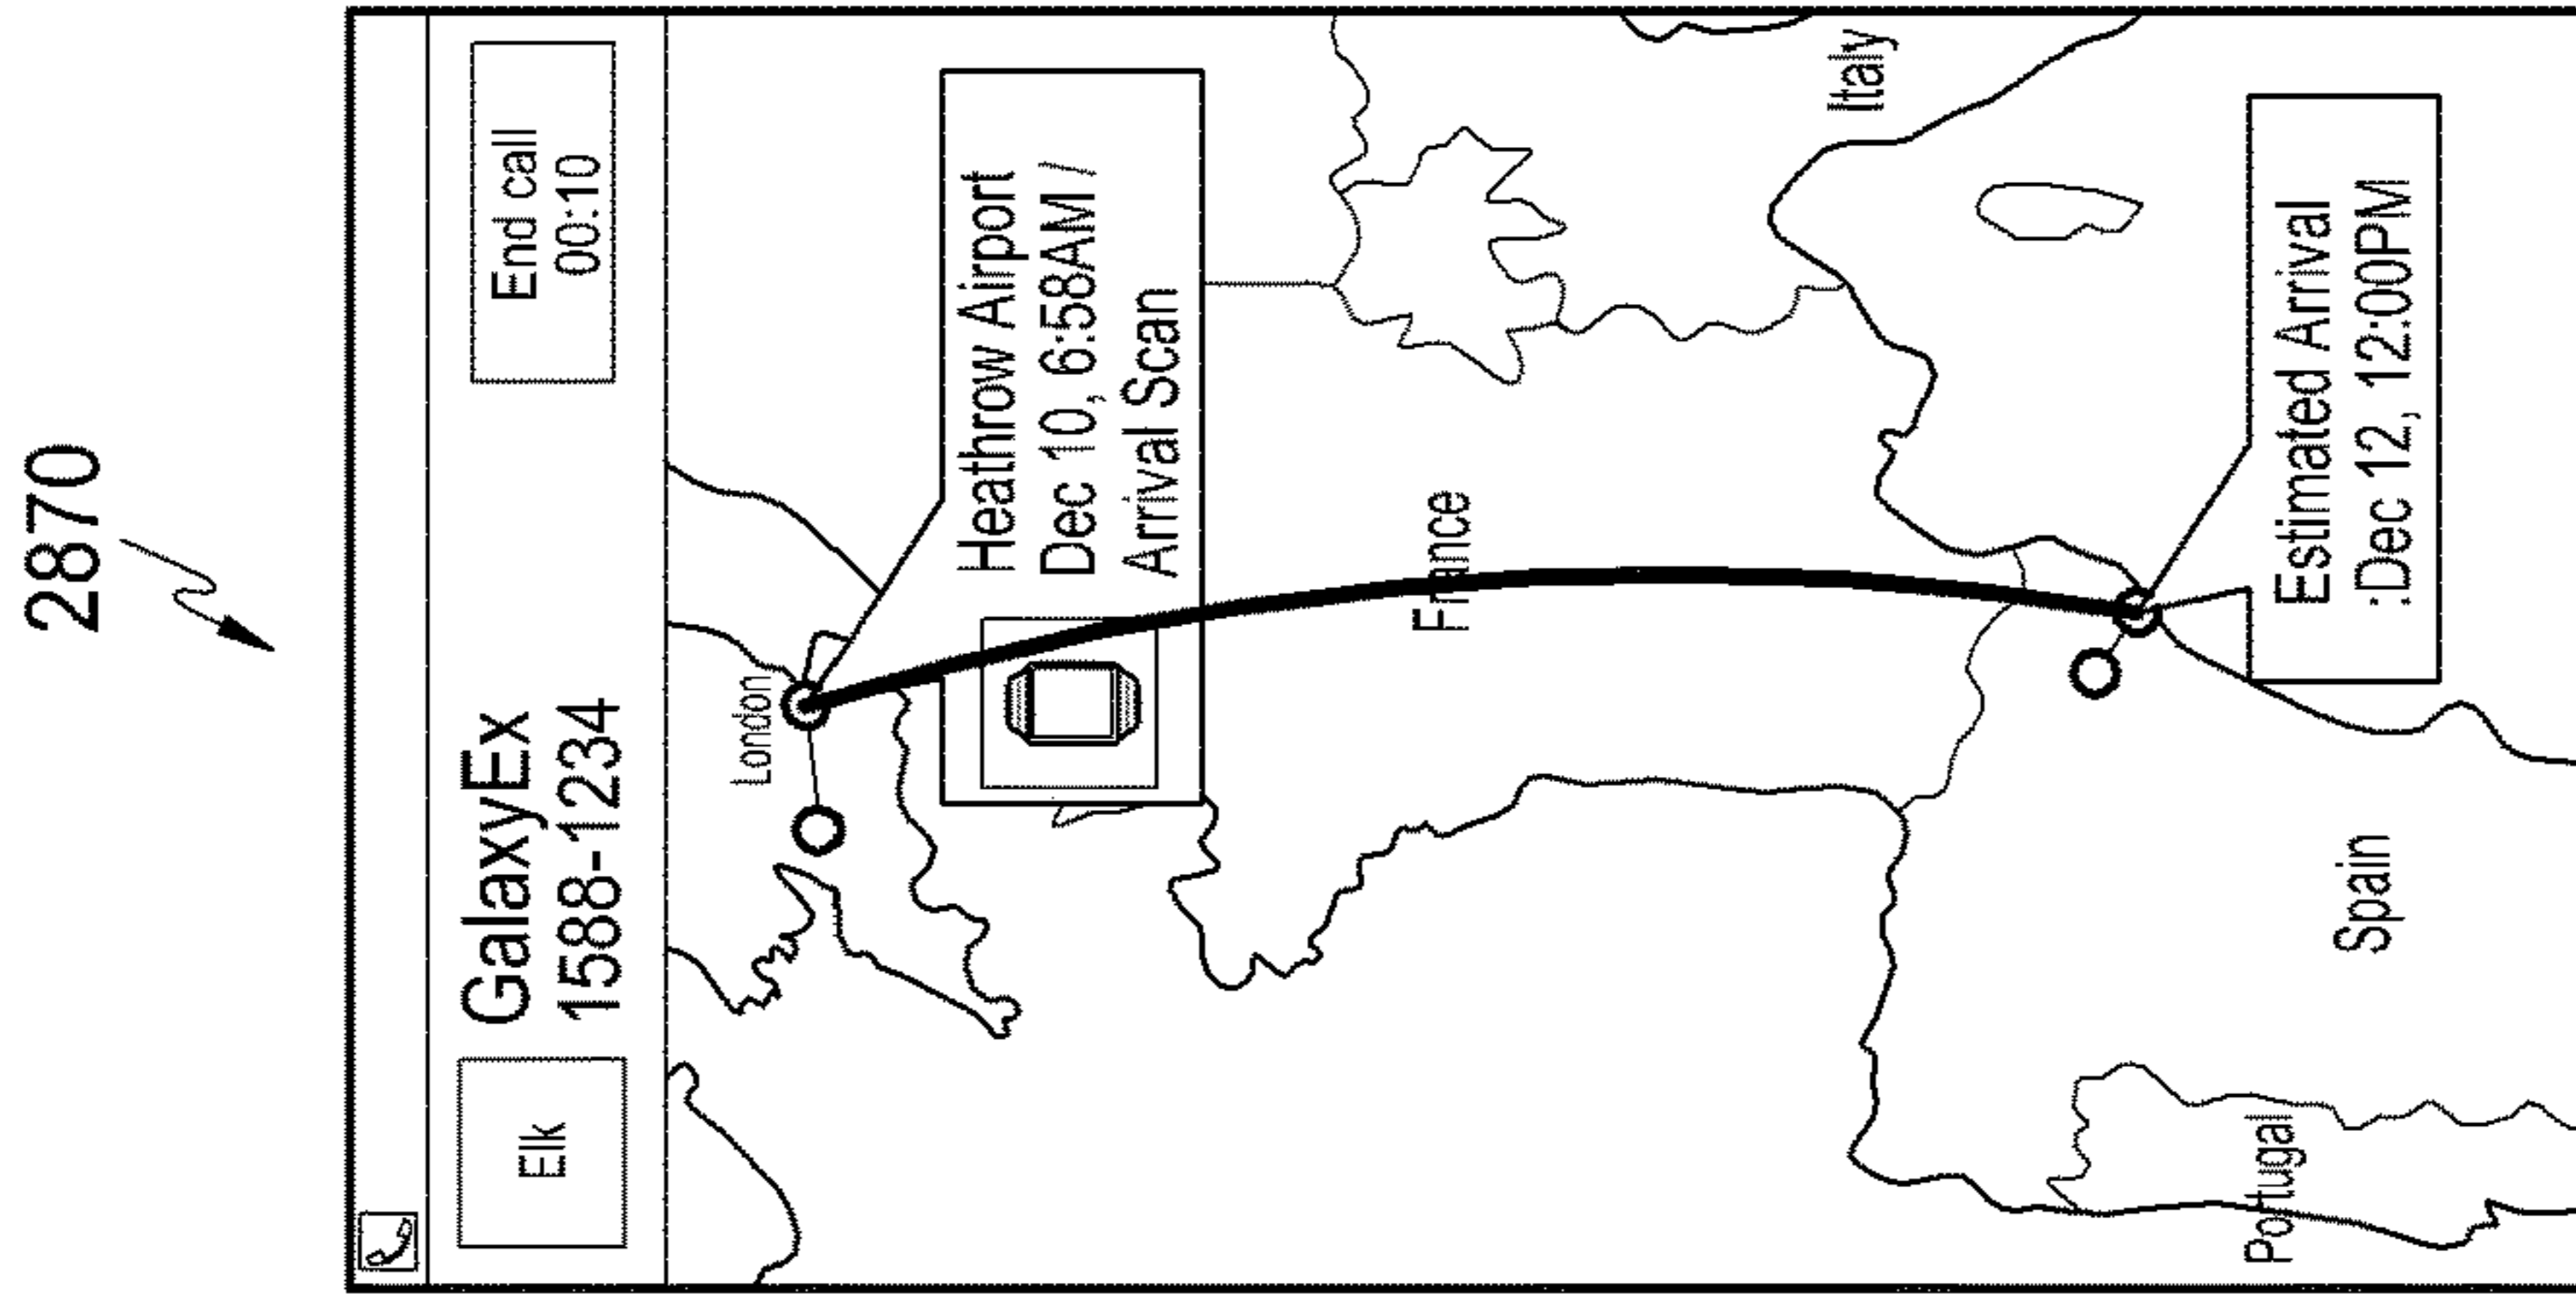 2870
Elk
GalaxyEx
1588-1234
End call
00:10
London
Heathrow Airport
Dec 10, 6:58AM /
Arrival Scan
France
Italy
Estimated Arrival
:Dec 12, 12:00PM
Spain
Portugal